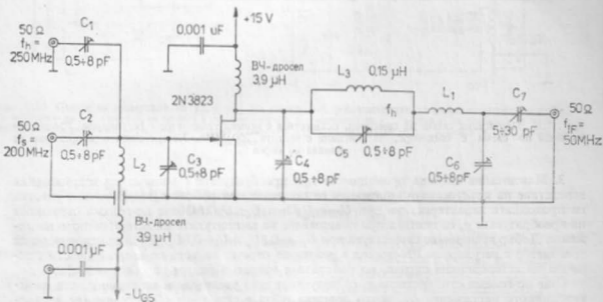 50Ω
fh =
250MHz
C1
0,5÷8 pF
0,001 uF
+15 V
ВЧ-дросел
3,9 µH
2N3823
L3
0,15 µH
fh
C5
0,5÷8 pF
L1
C7
5÷30 pF
50Ω
fIF =
50MHz
50Ω
fs =
200MHz
C2
0,5÷8 pF
L2
C3
0,5÷8 pF
C4
0,5÷8 pF
C6
0,5÷8pF
ВЧ-дросел
3,9 µH
0.001 µF
-UGS